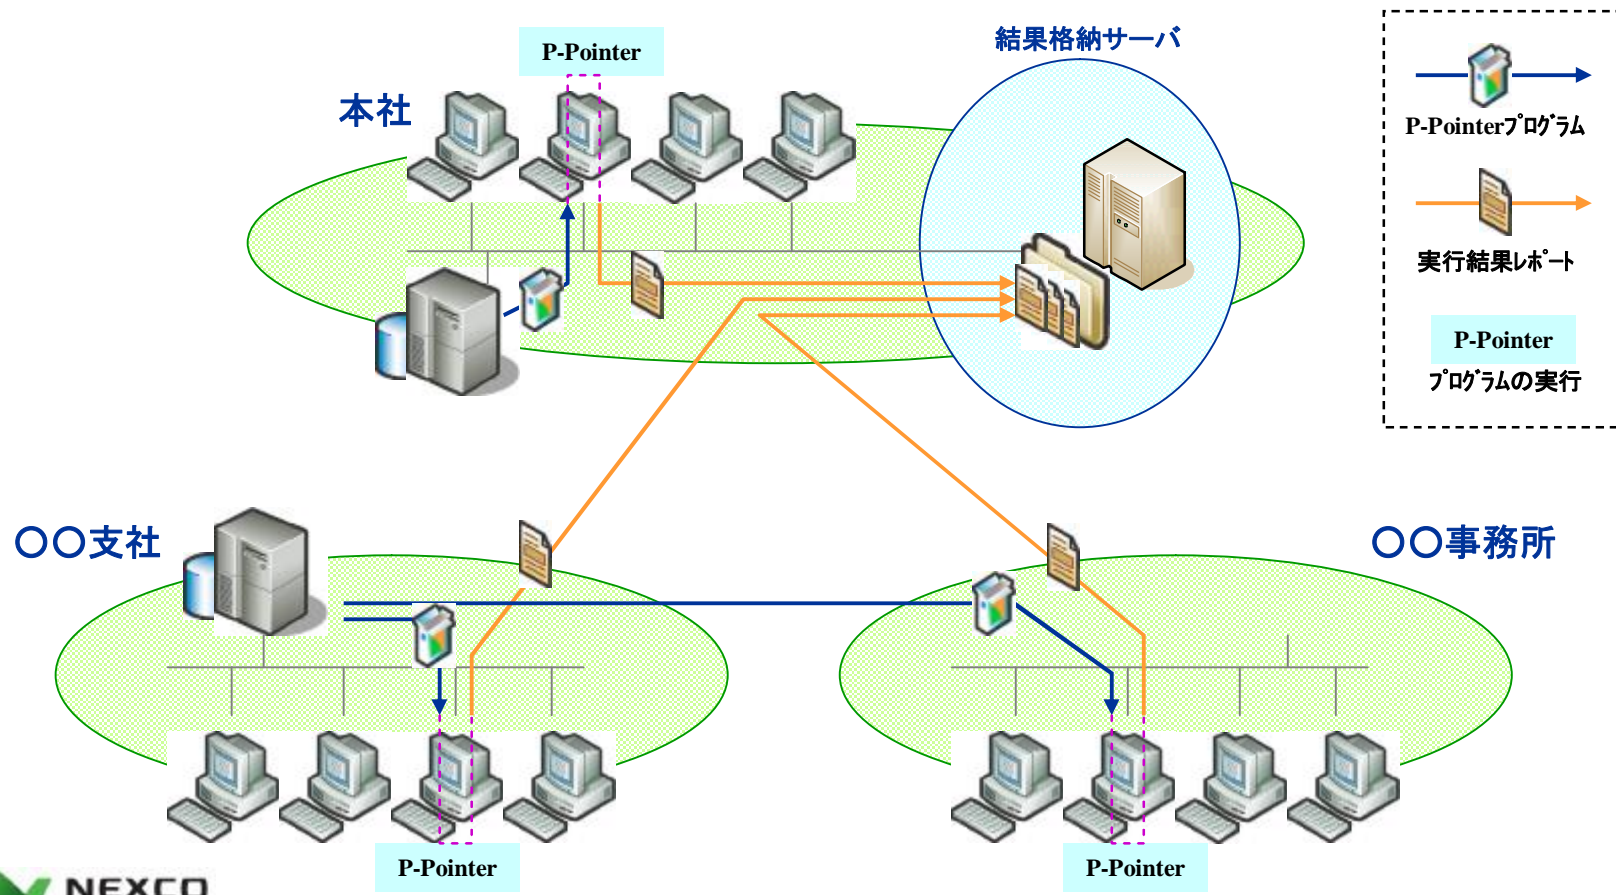 P-Pointer
結果格納サーバ
本社
P-Pointerプログラム
実行結果レポート
P-Pointer
プログラムの実行
〇〇支社
〇〇事務所
P-Pointer
P-Pointer
NEXCO